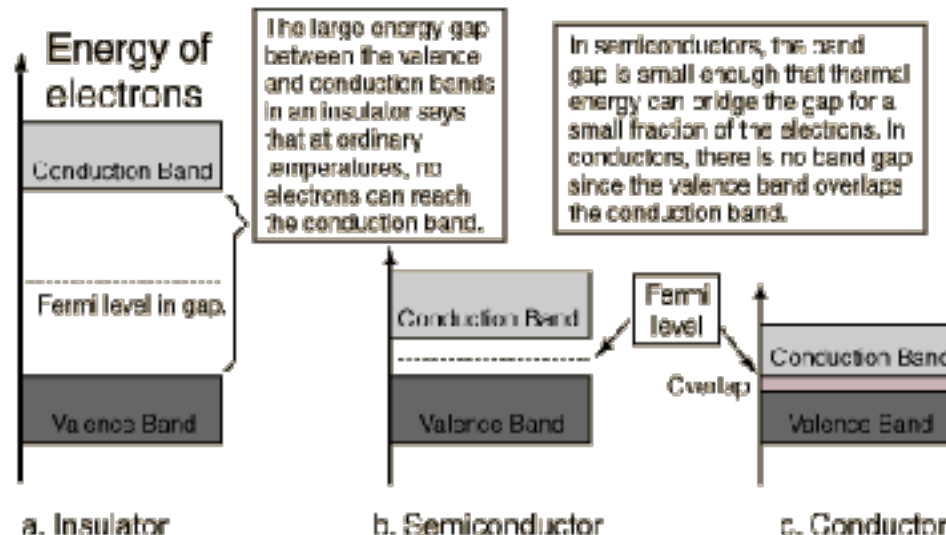 Energy of
electrons
Conduction Band
Fermi level in gap.
Valence Band
a. Insulator
The large energy gap
between the valence
and conduction bands
in an insulator says
that at ordinary
temperatures, no
electrons can reach
the conduction band.
In semiconductors, the band
gap is small enough that thermal
energy can bridge the gap for a
small fraction of the electrons. In
conductors, there is no band gap
since the valence band overlaps
the conduction band.
Conduction Band
Valence Band
b. Semiconductor
Fermi
level
Conduction Band
Overlap
Valence Band
c. Conductor